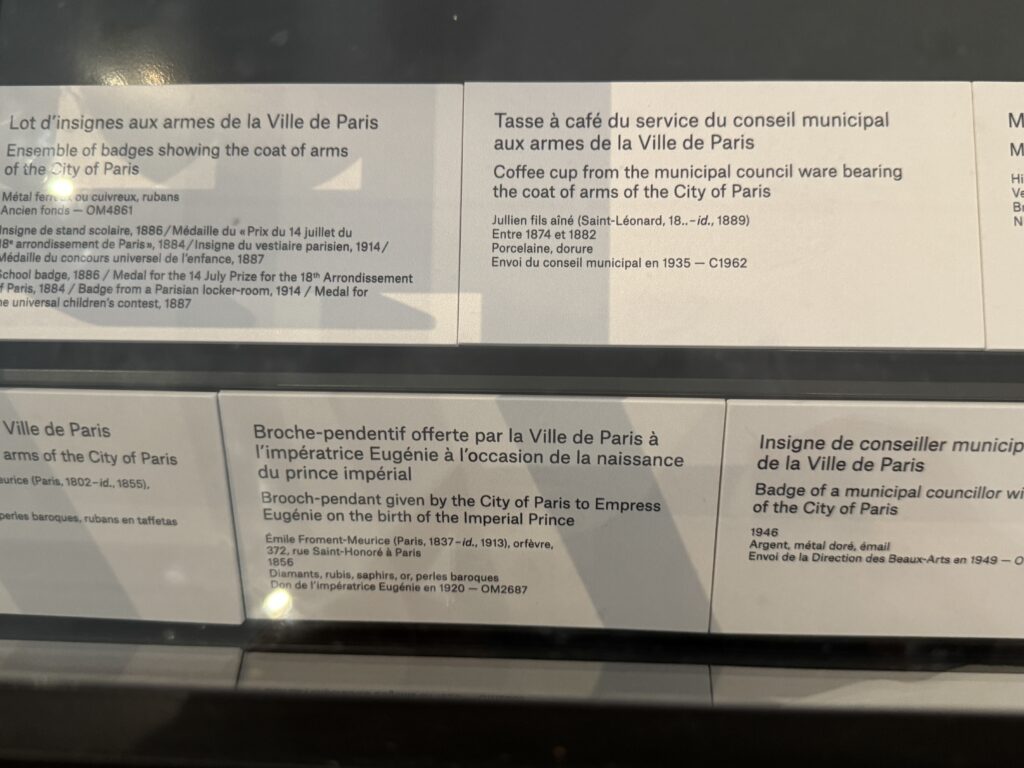 Lot d'insignes aux armes de la Ville de Paris
Ensemble of badges showing the coat of arms
of the City of Paris
Métal ferreux ou cuivreux, rubans
Ancien fonds — OM4861
Insigne de stand scolaire, 1886/Médaille du «Prix du 14 juillet du
18e arrondissement de Paris», 1884/Insigne du vestiaire parisien, 1914/
Médaille du concours universel de l'enfance, 1887
School badge, 1886 / Medal for the 14 July Prize for the 18th Arrondissement
of Paris, 1884 / Badge from a Parisian locker-room, 1914 / Medal for
the universal children's contest, 1887
Tasse à café du service du conseil municipal
aux armes de la Ville de Paris
Coffee cup from the municipal council ware bearing
the coat of arms of the City of Paris
Jullien fils aîné (Saint-Léonard, 18..–id., 1889)
Entre 1874 et 1882
Porcelaine, dorure
Envoi du conseil municipal en 1935 — C1962
M
M
Hi
Ve
N
Ville de Paris
arms of the City of Paris
(Paris, 1802–id., 1855),
perles baroques, rubans en taffetas
Broche-pendentif offerte par la Ville de Paris à
l'impératrice Eugénie à l'occasion de la naissance
du prince impérial
Brooch-pendant given by the City of Paris to Empress
Eugénie on the birth of the Imperial Prince
Émile Froment-Meurice (Paris, 1837–id., 1913), orfèvre,
372, rue Saint-Honoré à Paris
1856
Diamants, rubis, saphirs, or, perles baroques
Don de l'impératrice Eugénie en 1920 — OM2687
Insigne de conseiller municip
de la Ville de Paris
Badge of a municipal councillor wi
of the City of Paris
1946
Argent, métal doré, émail
Envoi de la Direction des Beaux-Arts en 1949 — O